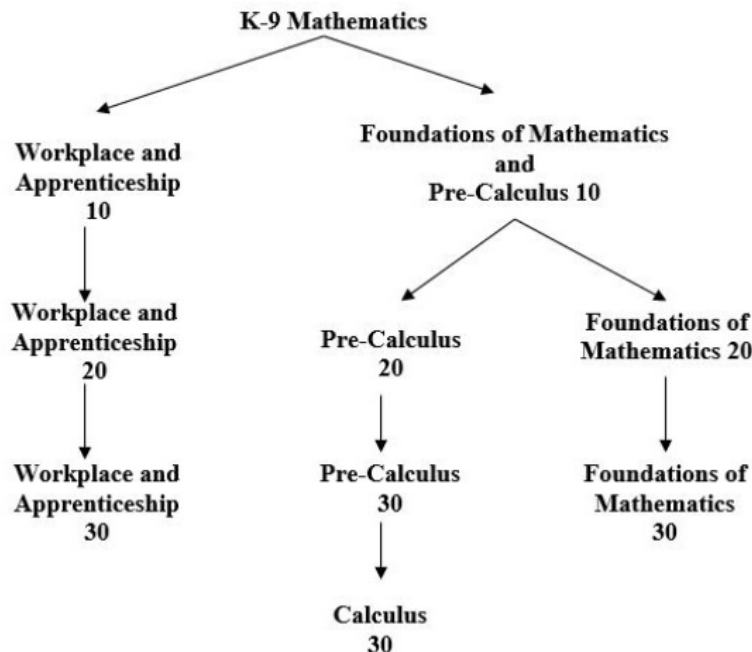 K-9 Mathematics
Workplace and
Apprenticeship
10
Foundations of Mathematics
and
Pre-Calculus 10
Workplace and
Apprenticeship
20
Pre-Calculus
20
Foundations of
Mathematics 20
Workplace and
Apprenticeship
30
Pre-Calculus
30
Foundations of
Mathematics
30
Calculus
30